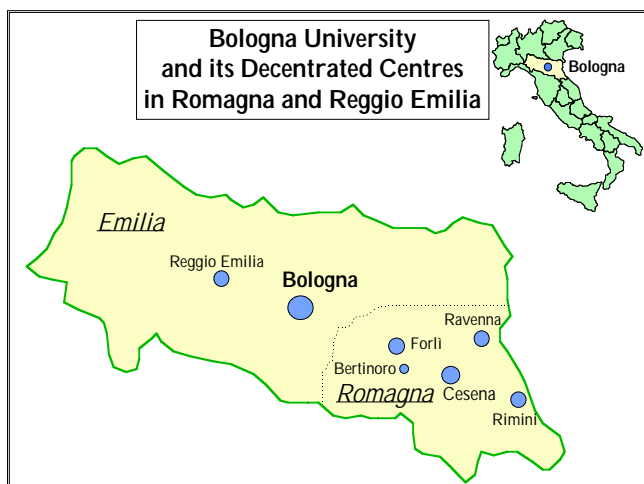 Bologna University
and its Decentrated Centres
in Romagna and Reggio Emilia
Bologna
Emilia
Reggio Emilia
Bologna
Ravenna
Forlì
Bertinoro
Romagna
Cesena
Rimini